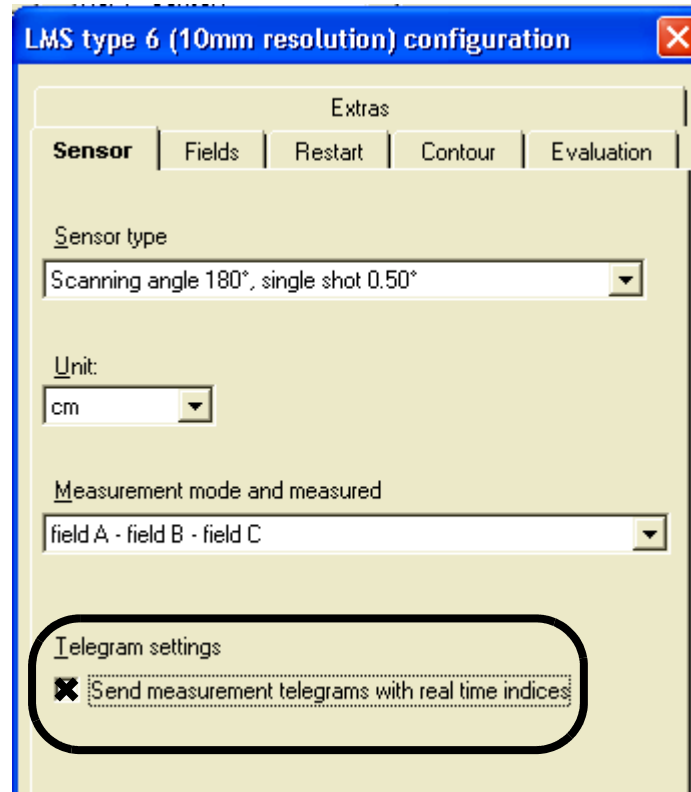 LMS type 6 (10mm resolution) configuration
Extras
Sensor Fields Restart Contour Evaluation
Sensor type
Scanning angle 180°, single shot 0.50°
Unit:
cm
Measurement mode and measured
field A - field B - field C
Telegram settings
Send measurement telegrams with real time indices